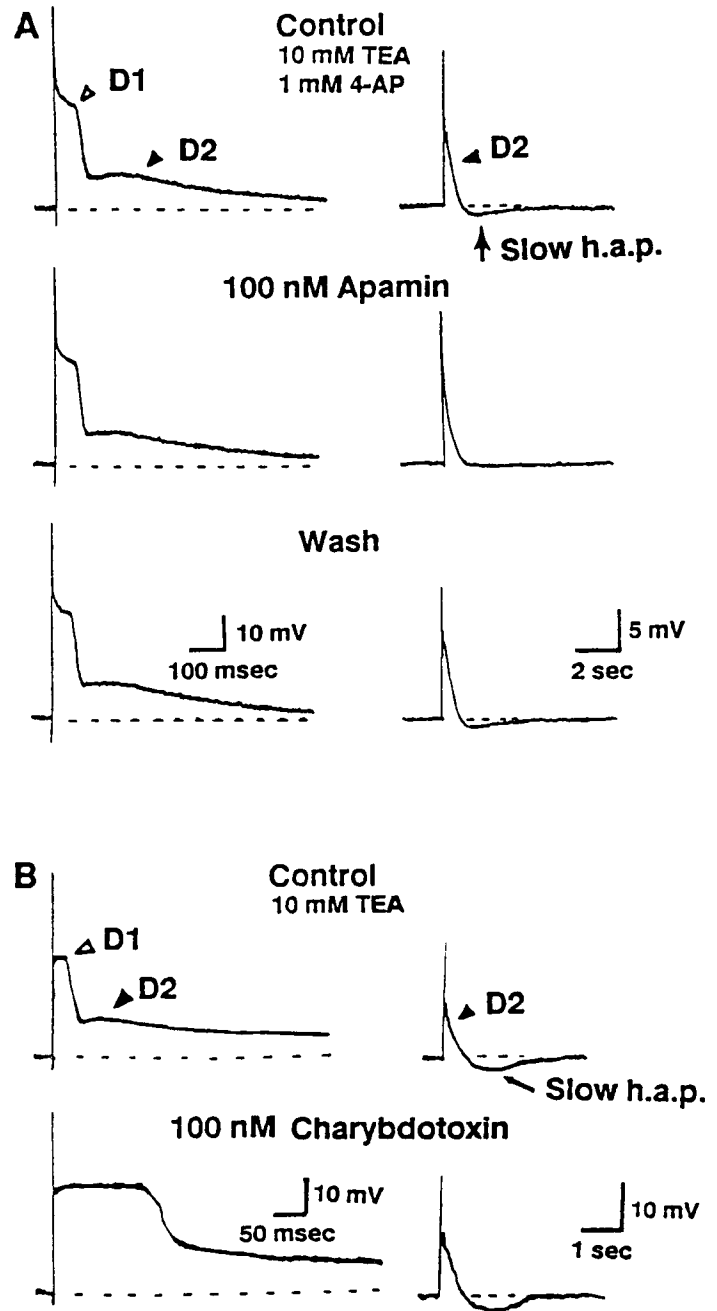 A
Control
10 mM TEA
1 mM 4-AP
D1
D2
D2
Slow h.a.p.
100 nM Apamin
Wash
10 mV
100 msec
5 mV
2 sec
B
Control
10 mM TEA
D1
D2
D2
Slow h.a.p.
100 nM Charybdotoxin
10 mV
50 msec
10 mV
1 sec